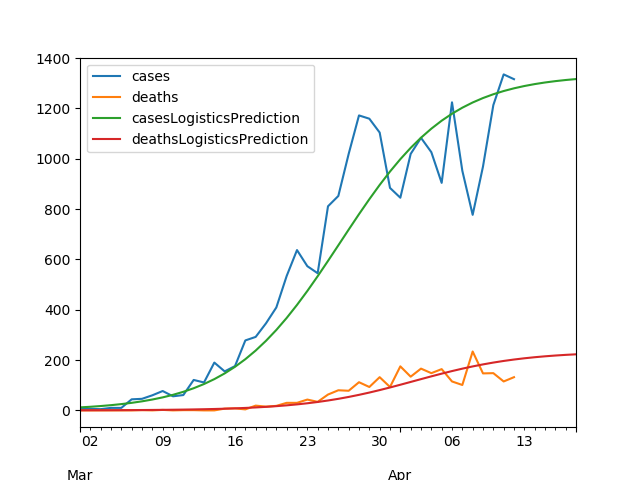 1400
1200
1000
800
600
400
200
0
cases
deaths
casesLogisticsPrediction
deathsLogisticsPrediction
02 09 16 23 30 06 13
Mar Apr